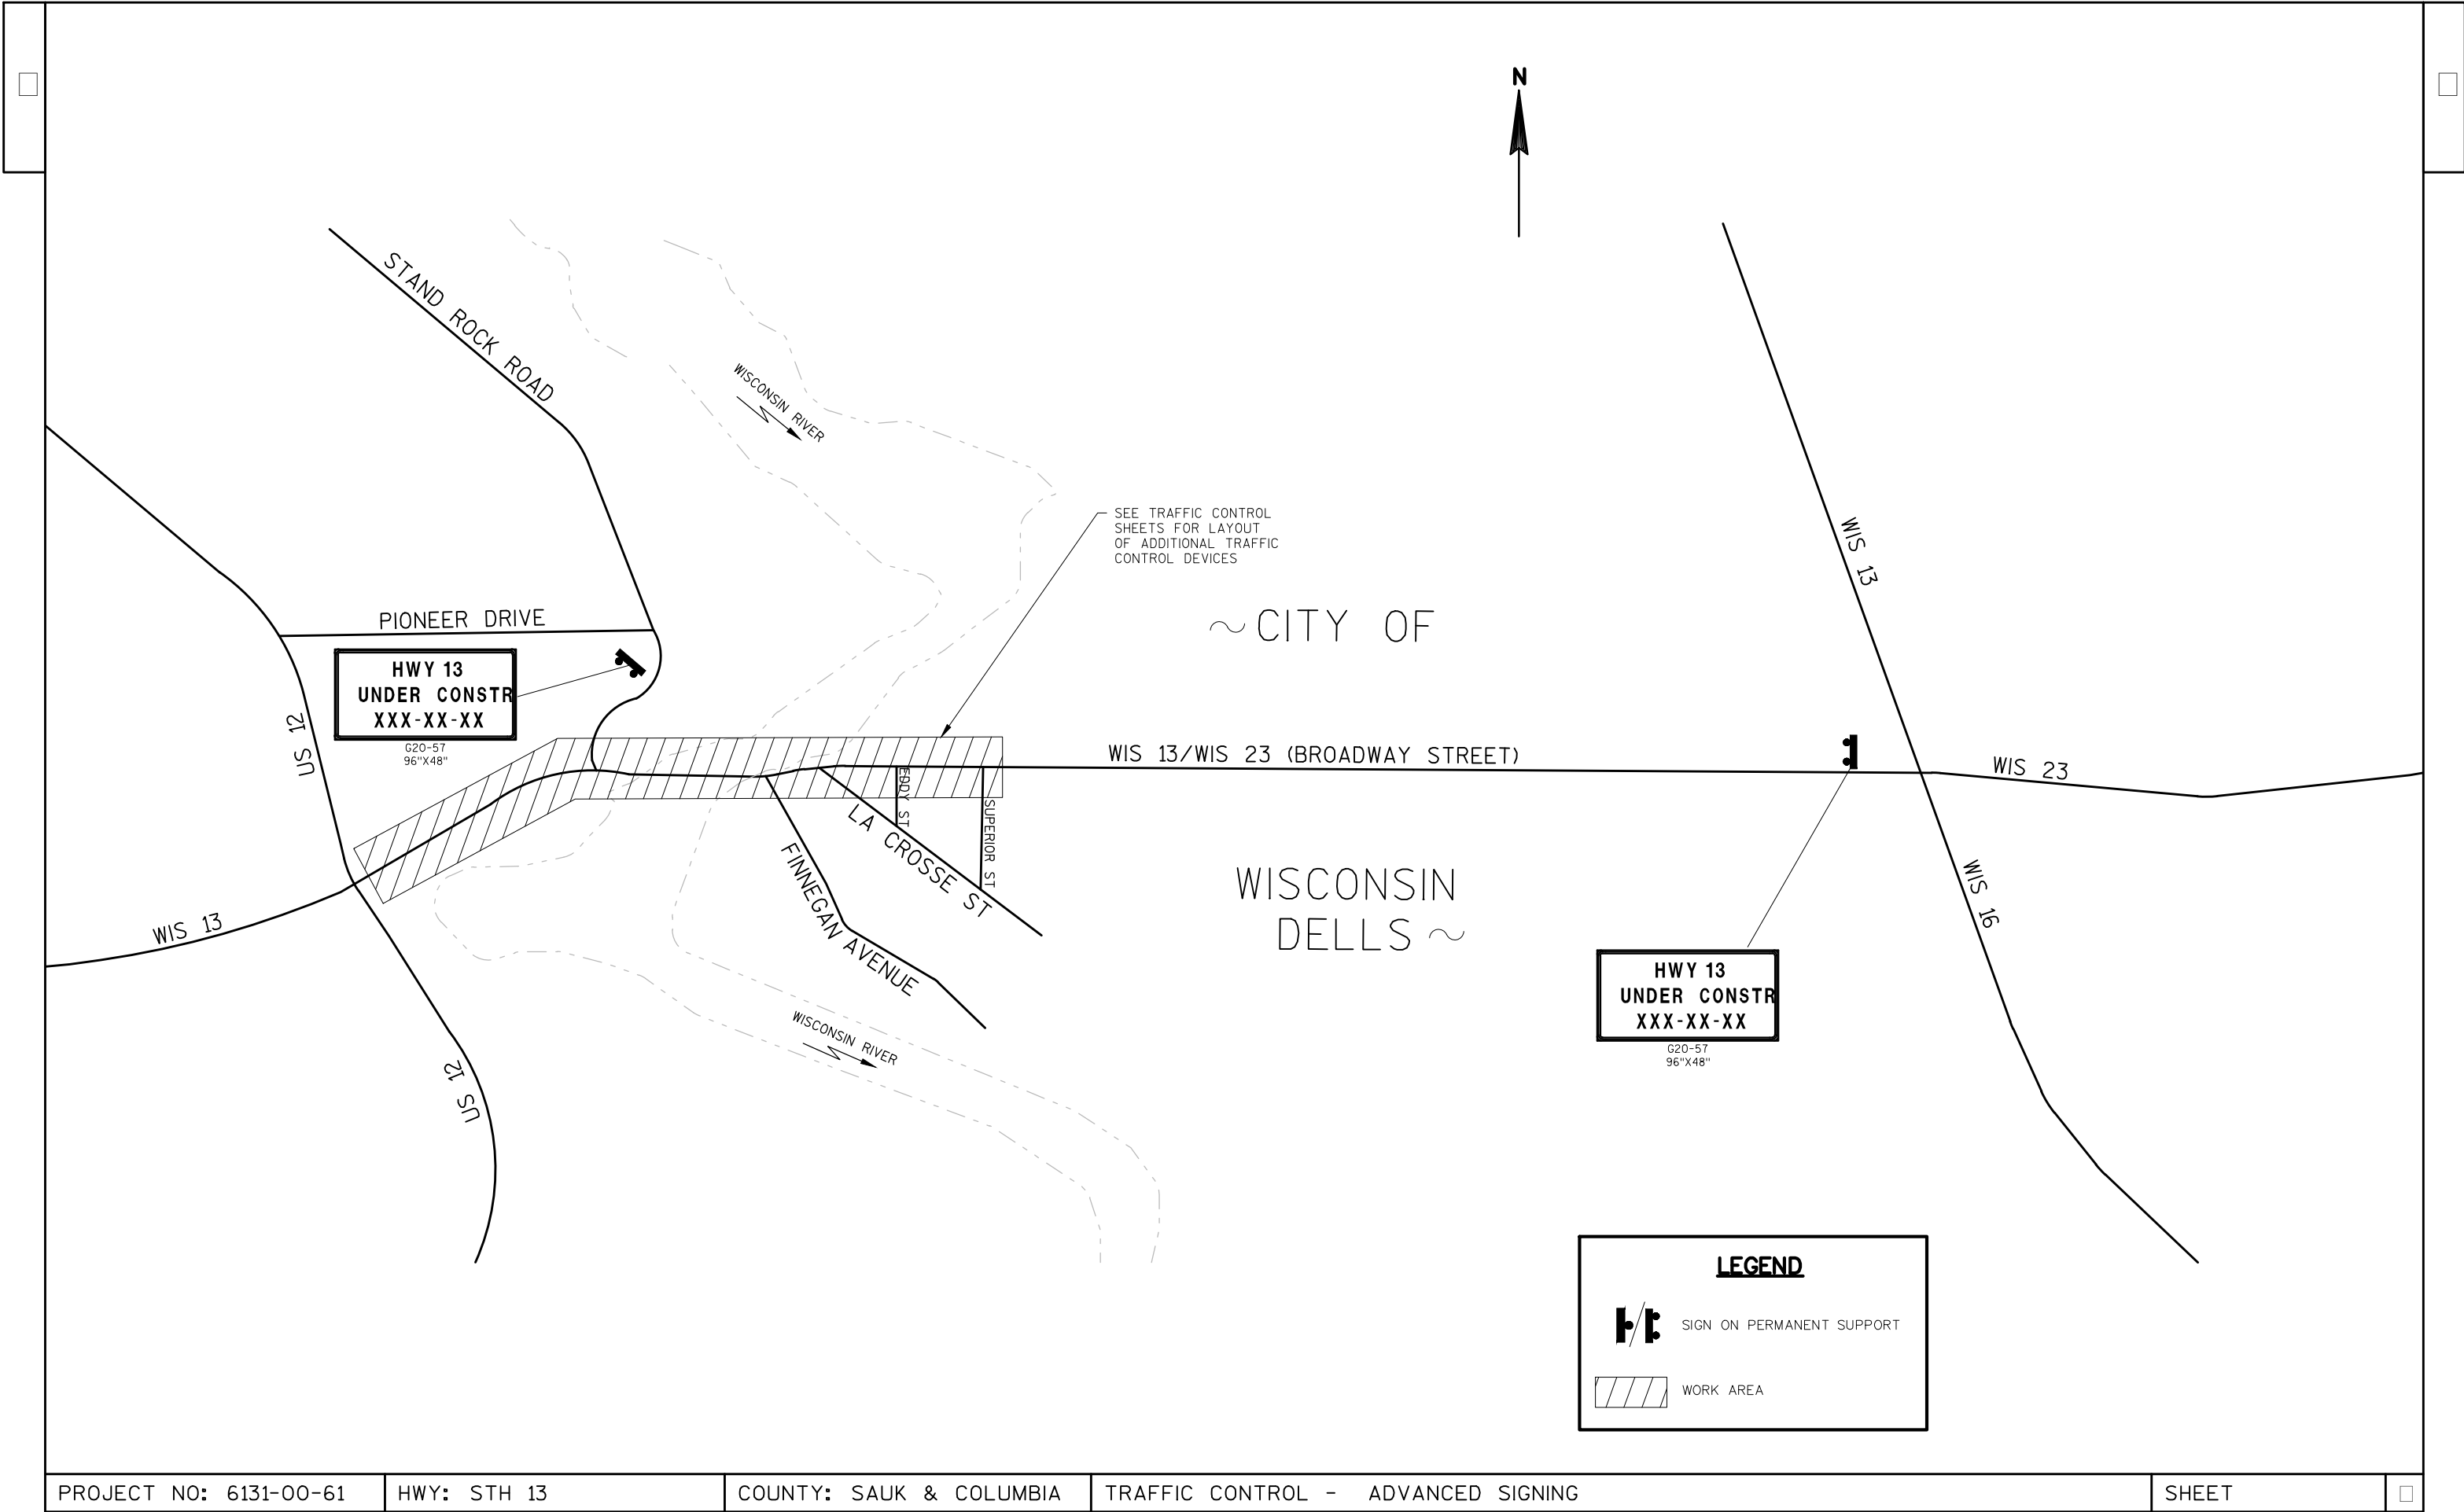 N
STAND ROCK ROAD
WISCONSIN RIVER
SEE TRAFFIC CONTROL
SHEETS FOR LAYOUT
OF ADDITIONAL TRAFFIC
CONTROL DEVICES
WIS 13
PIONEER DRIVE
~CITY OF
HWY 13
UNDER CONSTR
XXX-XX-XX
G20-57
96"X48"
US 12
WIS 13/WIS 23 (BROADWAY STREET)
WIS 23
EDDY ST
SUPERIOR ST
LA CROSSE ST
FINNEGAN AVENUE
WIS 13
WISCONSIN
DELLS~
WIS 16
HWY 13
UNDER CONSTR
XXX-XX-XX
G20-57
96"X48"
WISCONSIN RIVER
US 12
LEGEND
SIGN ON PERMANENT SUPPORT
WORK AREA
PROJECT NO: 6131-00-61 HWY: STH 13 COUNTY: SAUK & COLUMBIA TRAFFIC CONTROL - ADVANCED SIGNING SHEET